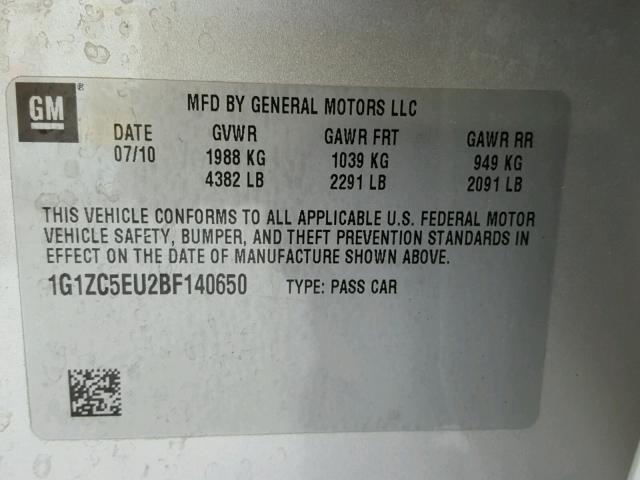 GM®
MFD BY GENERAL MOTORS LLC
DATE GVWR GAWR FRT GAWR RR
07/10 1988 KG 1039 KG 949 KG
4382 LB 2291 LB 2091 LB
THIS VEHICLE CONFORMS TO ALL APPLICABLE U.S. FEDERAL MOTOR
VEHICLE SAFETY, BUMPER, AND THEFT PREVENTION STANDARDS IN
EFFECT ON THE DATE OF MANUFACTURE SHOWN ABOVE.
1G1ZC5EU2BF140650 TYPE: PASS CAR